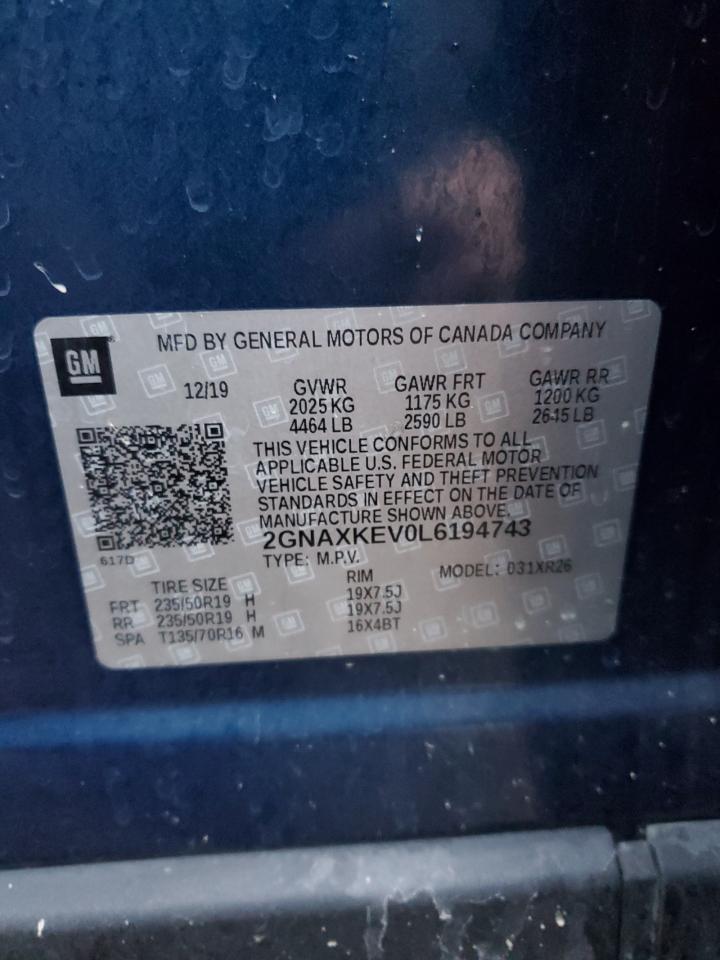 GM
MFD BY GENERAL MOTORS OF CANADA COMPANY
12/19 GVWR GAWR FRT GAWR RR
2025 KG 1175 KG 1200 KG
4464 LB 2590 LB 2645 LB
THIS VEHICLE CONFORMS TO ALL
APPLICABLE U.S. FEDERAL MOTOR
VEHICLE SAFETY AND THEFT PREVENTION
STANDARDS IN EFFECT ON THE DATE OF
MANUFACTURE SHOWN ABOVE.
2GNAXKEV0L6194743
617D
TYPE: M.P.V. MODEL: 031XR26
TIRE SIZE RIM
FRT 235/50R19 H 19X7.5J
RR 235/50R19 H 19X7.5J
SPA T135/70R16 M 16X4BT